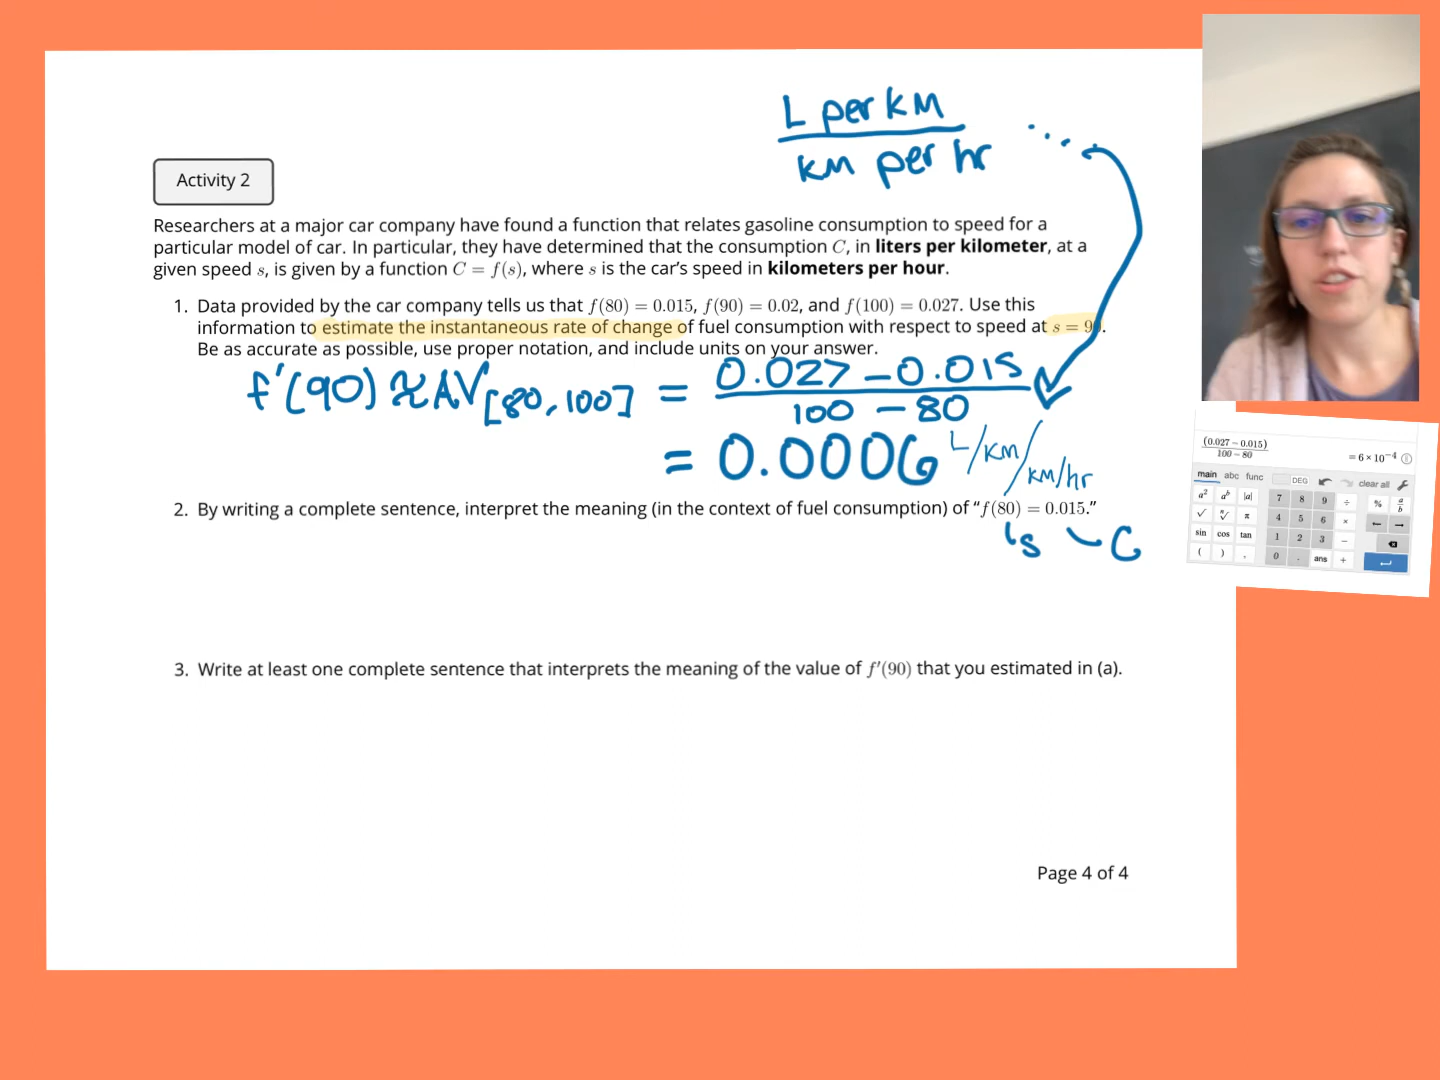 L per KM
KM per hr
Activity 2
Researchers at a major car company have found a function that relates gasoline consumption to speed for a
particular model of car. In particular, they have determined that the consumption C, in liters per kilometer, at a
given speed s, is given by a function C = f(s), where s is the car's speed in kilometers per hour.
1. Data provided by the car company tells us that f(80) = 0.015, f(90) = 0.02, and f(100) = 0.027. Use this
information to estimate the instantaneous rate of change of fuel consumption with respect to speed at s = 90.
Be as accurate as possible, use proper notation, and include units on your answer.
f'(90) ≈ AV[80,100] = 0.027 - 0.015
100 - 80
= 0.0006 L/KM/KM/hr
2. By writing a complete sentence, interpret the meaning (in the context of fuel consumption) of "f(80) = 0.015."
s C
3. Write at least one complete sentence that interprets the meaning of the value of f'(90) that you estimated in (a).
Page 4 of 4
(0.027 − 0.015)
100 − 80
= 6 × 10⁻⁴
main abc func DEG clear all
a² aᵇ |a| 7 8 9 ÷ % a/b
√ ⁿ√ π 4 5 6 × ← →
sin cos tan 1 2 3 −
( ) , 0 . ans +